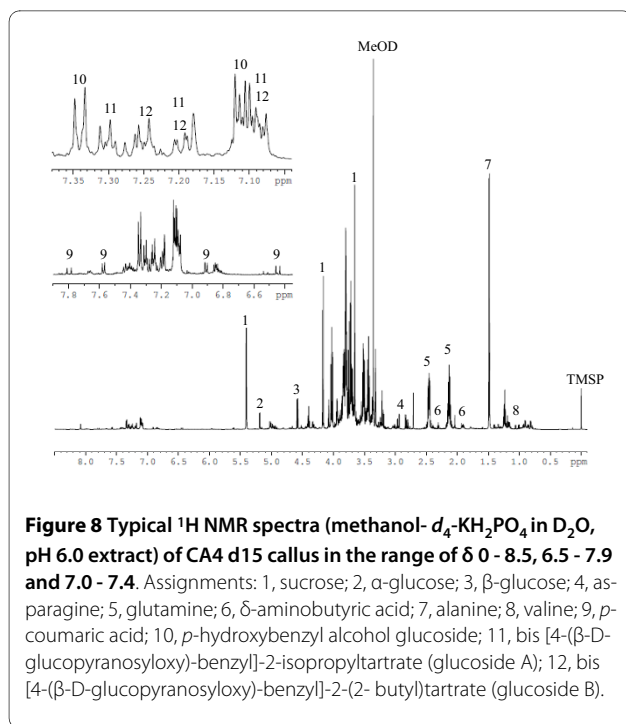 MeOD
10
10
11
11
12
11
12
12
7.35 7.30 7.25 7.20 7.15 7.10 ppm
1
7
9
9
9
9
1
7.8 7.6 7.4 7.2 7.0 6.8 6.6 ppm
1
5
5
TMSP
3
2
4
6
6
8
8.0 7.5 7.0 6.5 6.0 5.5 5.0 4.5 4.0 3.5 3.0 2.5 2.0 1.5 1.0 0.5 ppm
Figure 8 Typical ¹H NMR spectra (methanol- d₄-KH₂PO₄ in D₂O,
pH 6.0 extract) of CA4 d15 callus in the range of δ 0 - 8.5, 6.5 - 7.9
and 7.0 - 7.4. Assignments: 1, sucrose; 2, α-glucose; 3, β-glucose; 4, as-
paragine; 5, glutamine; 6, δ-aminobutyric acid; 7, alanine; 8, valine; 9, p-
coumaric acid; 10, p-hydroxybenzyl alcohol glucoside; 11, bis [4-(β-D-
glucopyranosyloxy)-benzyl]-2-isopropyltartrate (glucoside A); 12, bis
[4-(β-D-glucopyranosyloxy)-benzyl]-2-(2- butyl)tartrate (glucoside B).